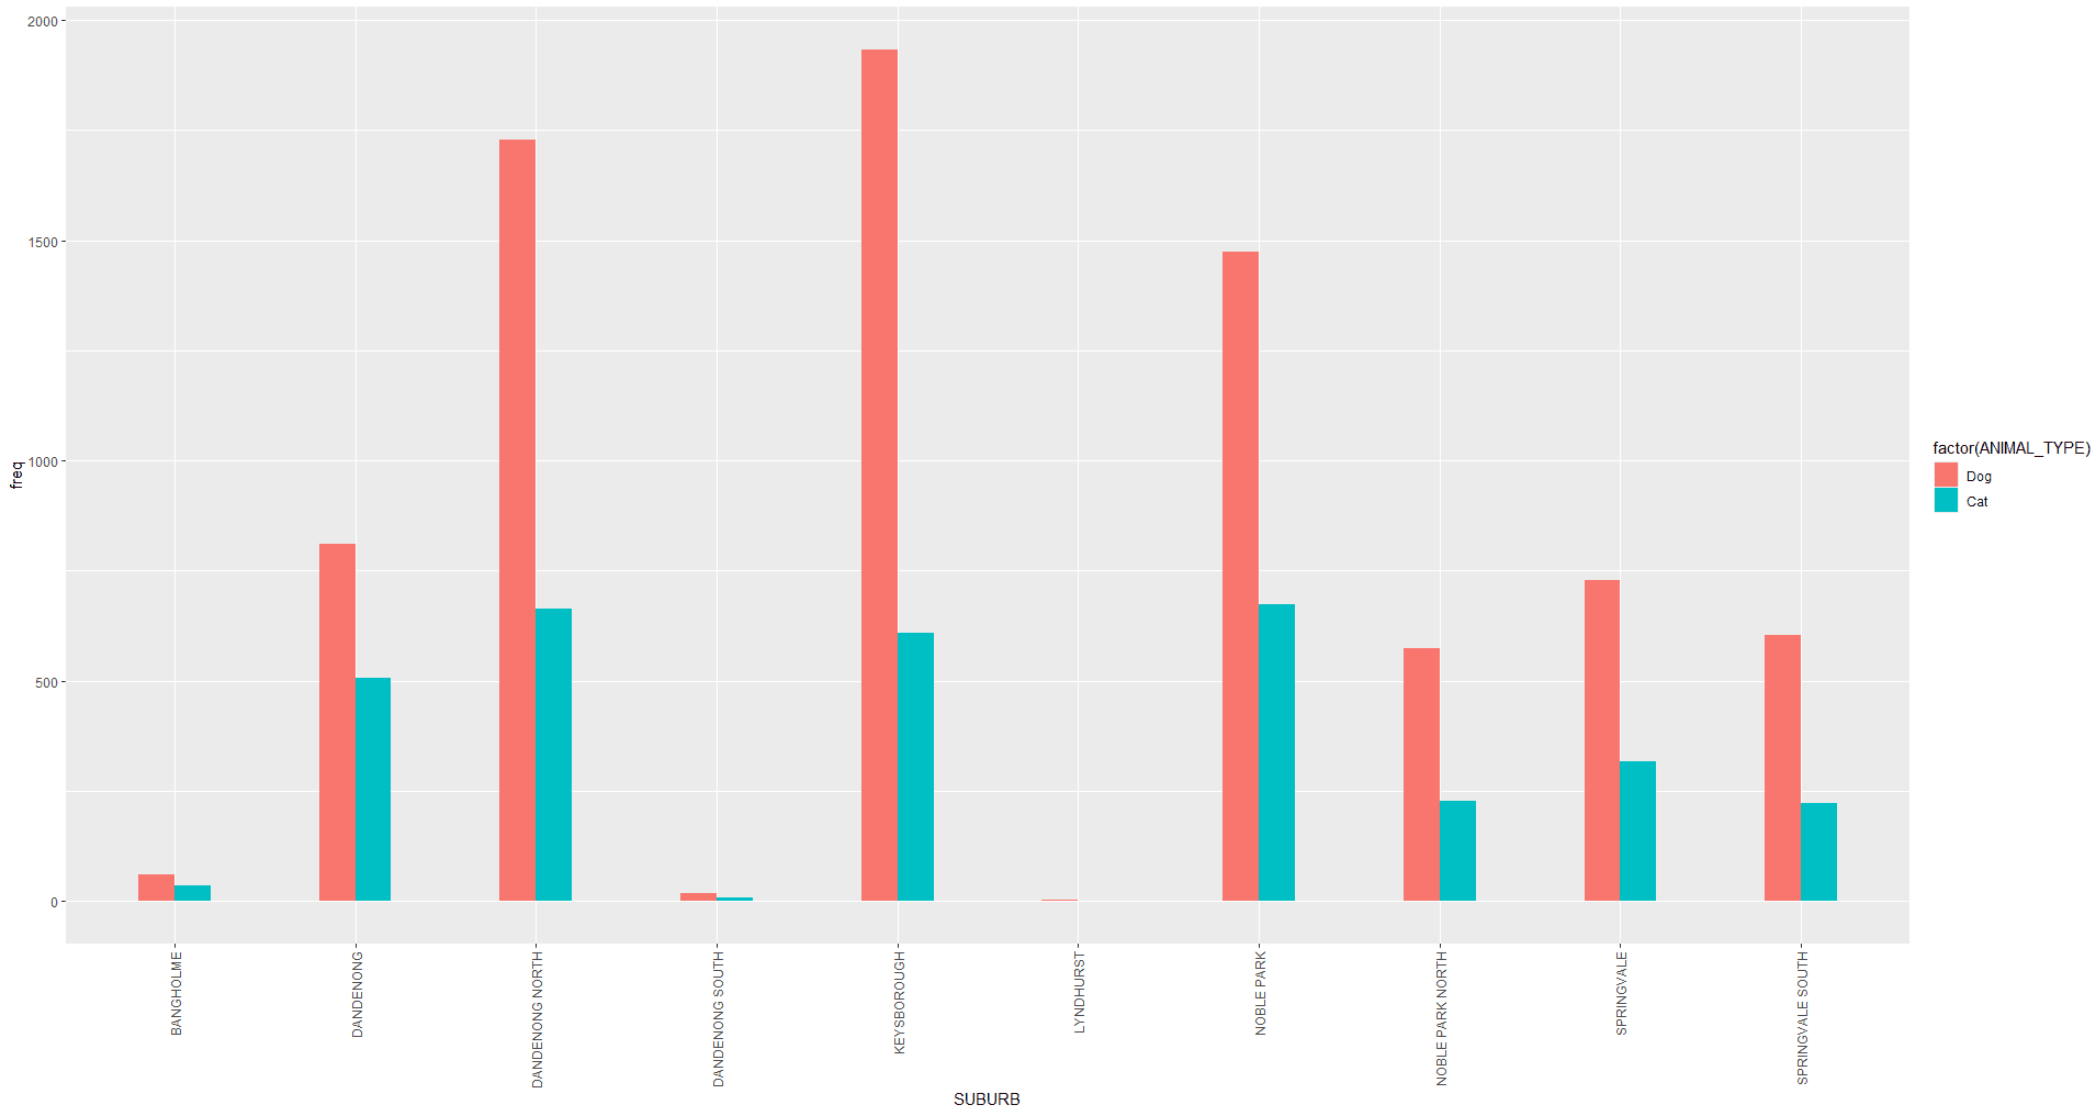 2000
1500
1000
500
0
freq
BANGHOLME
DANDENONG
DANDENONG NORTH
DANDENONG SOUTH
KEYSBOROUGH
LYNDHURST
NOBLE PARK
NOBLE PARK NORTH
SPRINGVALE
SPRINGVALE SOUTH
SUBURB
factor(ANIMAL_TYPE)
Dog
Cat